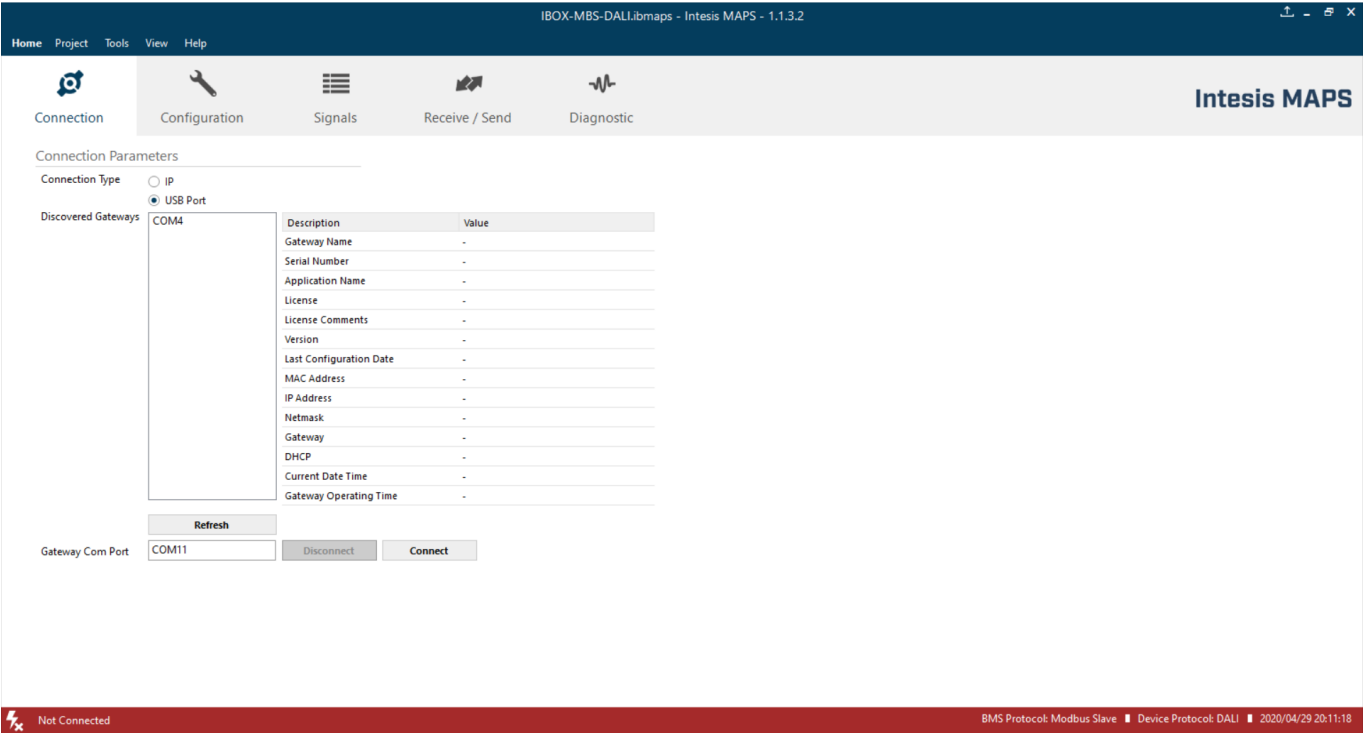 IBOX-MBS-DALI.ibmaps - Intesis MAPS - 1.1.3.2
Home Project Tools View Help
Connection Configuration Signals Receive / Send Diagnostic
Intesis MAPS
Connection Parameters
Connection Type IP
USB Port
Discovered Gateways COM4
Description Value
Gateway Name -
Serial Number -
Application Name -
License -
License Comments -
Version -
Last Configuration Date -
MAC Address -
IP Address -
Netmask -
Gateway -
DHCP -
Current Date Time -
Gateway Operating Time -
Refresh
Gateway Com Port COM11 Disconnect Connect
Not Connected BMS Protocol: Modbus Slave Device Protocol: DALI 2020/04/29 20:11:18